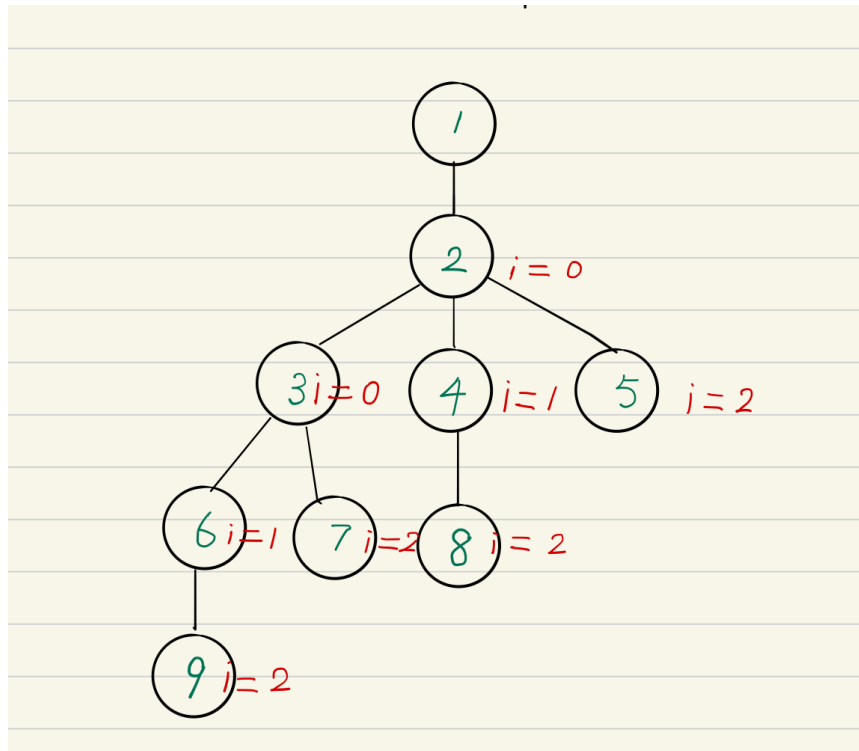 1
2 i = 0
3 i = 0 4 i = 1 5 i = 2
6 i = 1 7 i = 2 8 i = 2
9 i = 2